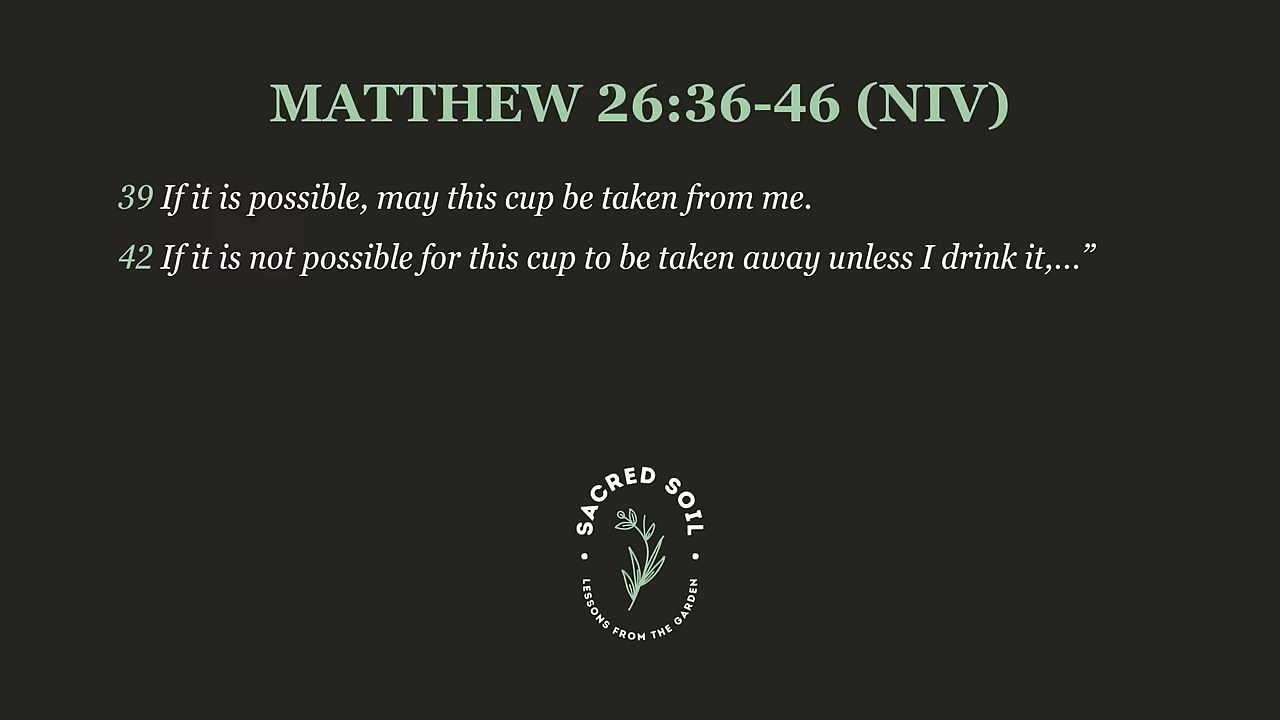 MATTHEW 26:36-46 (NIV)
39 If it is possible, may this cup be taken from me.
42 If it is not possible for this cup to be taken away unless I drink it,...”
SACRED SOIL
LESSONS FROM THE GARDEN